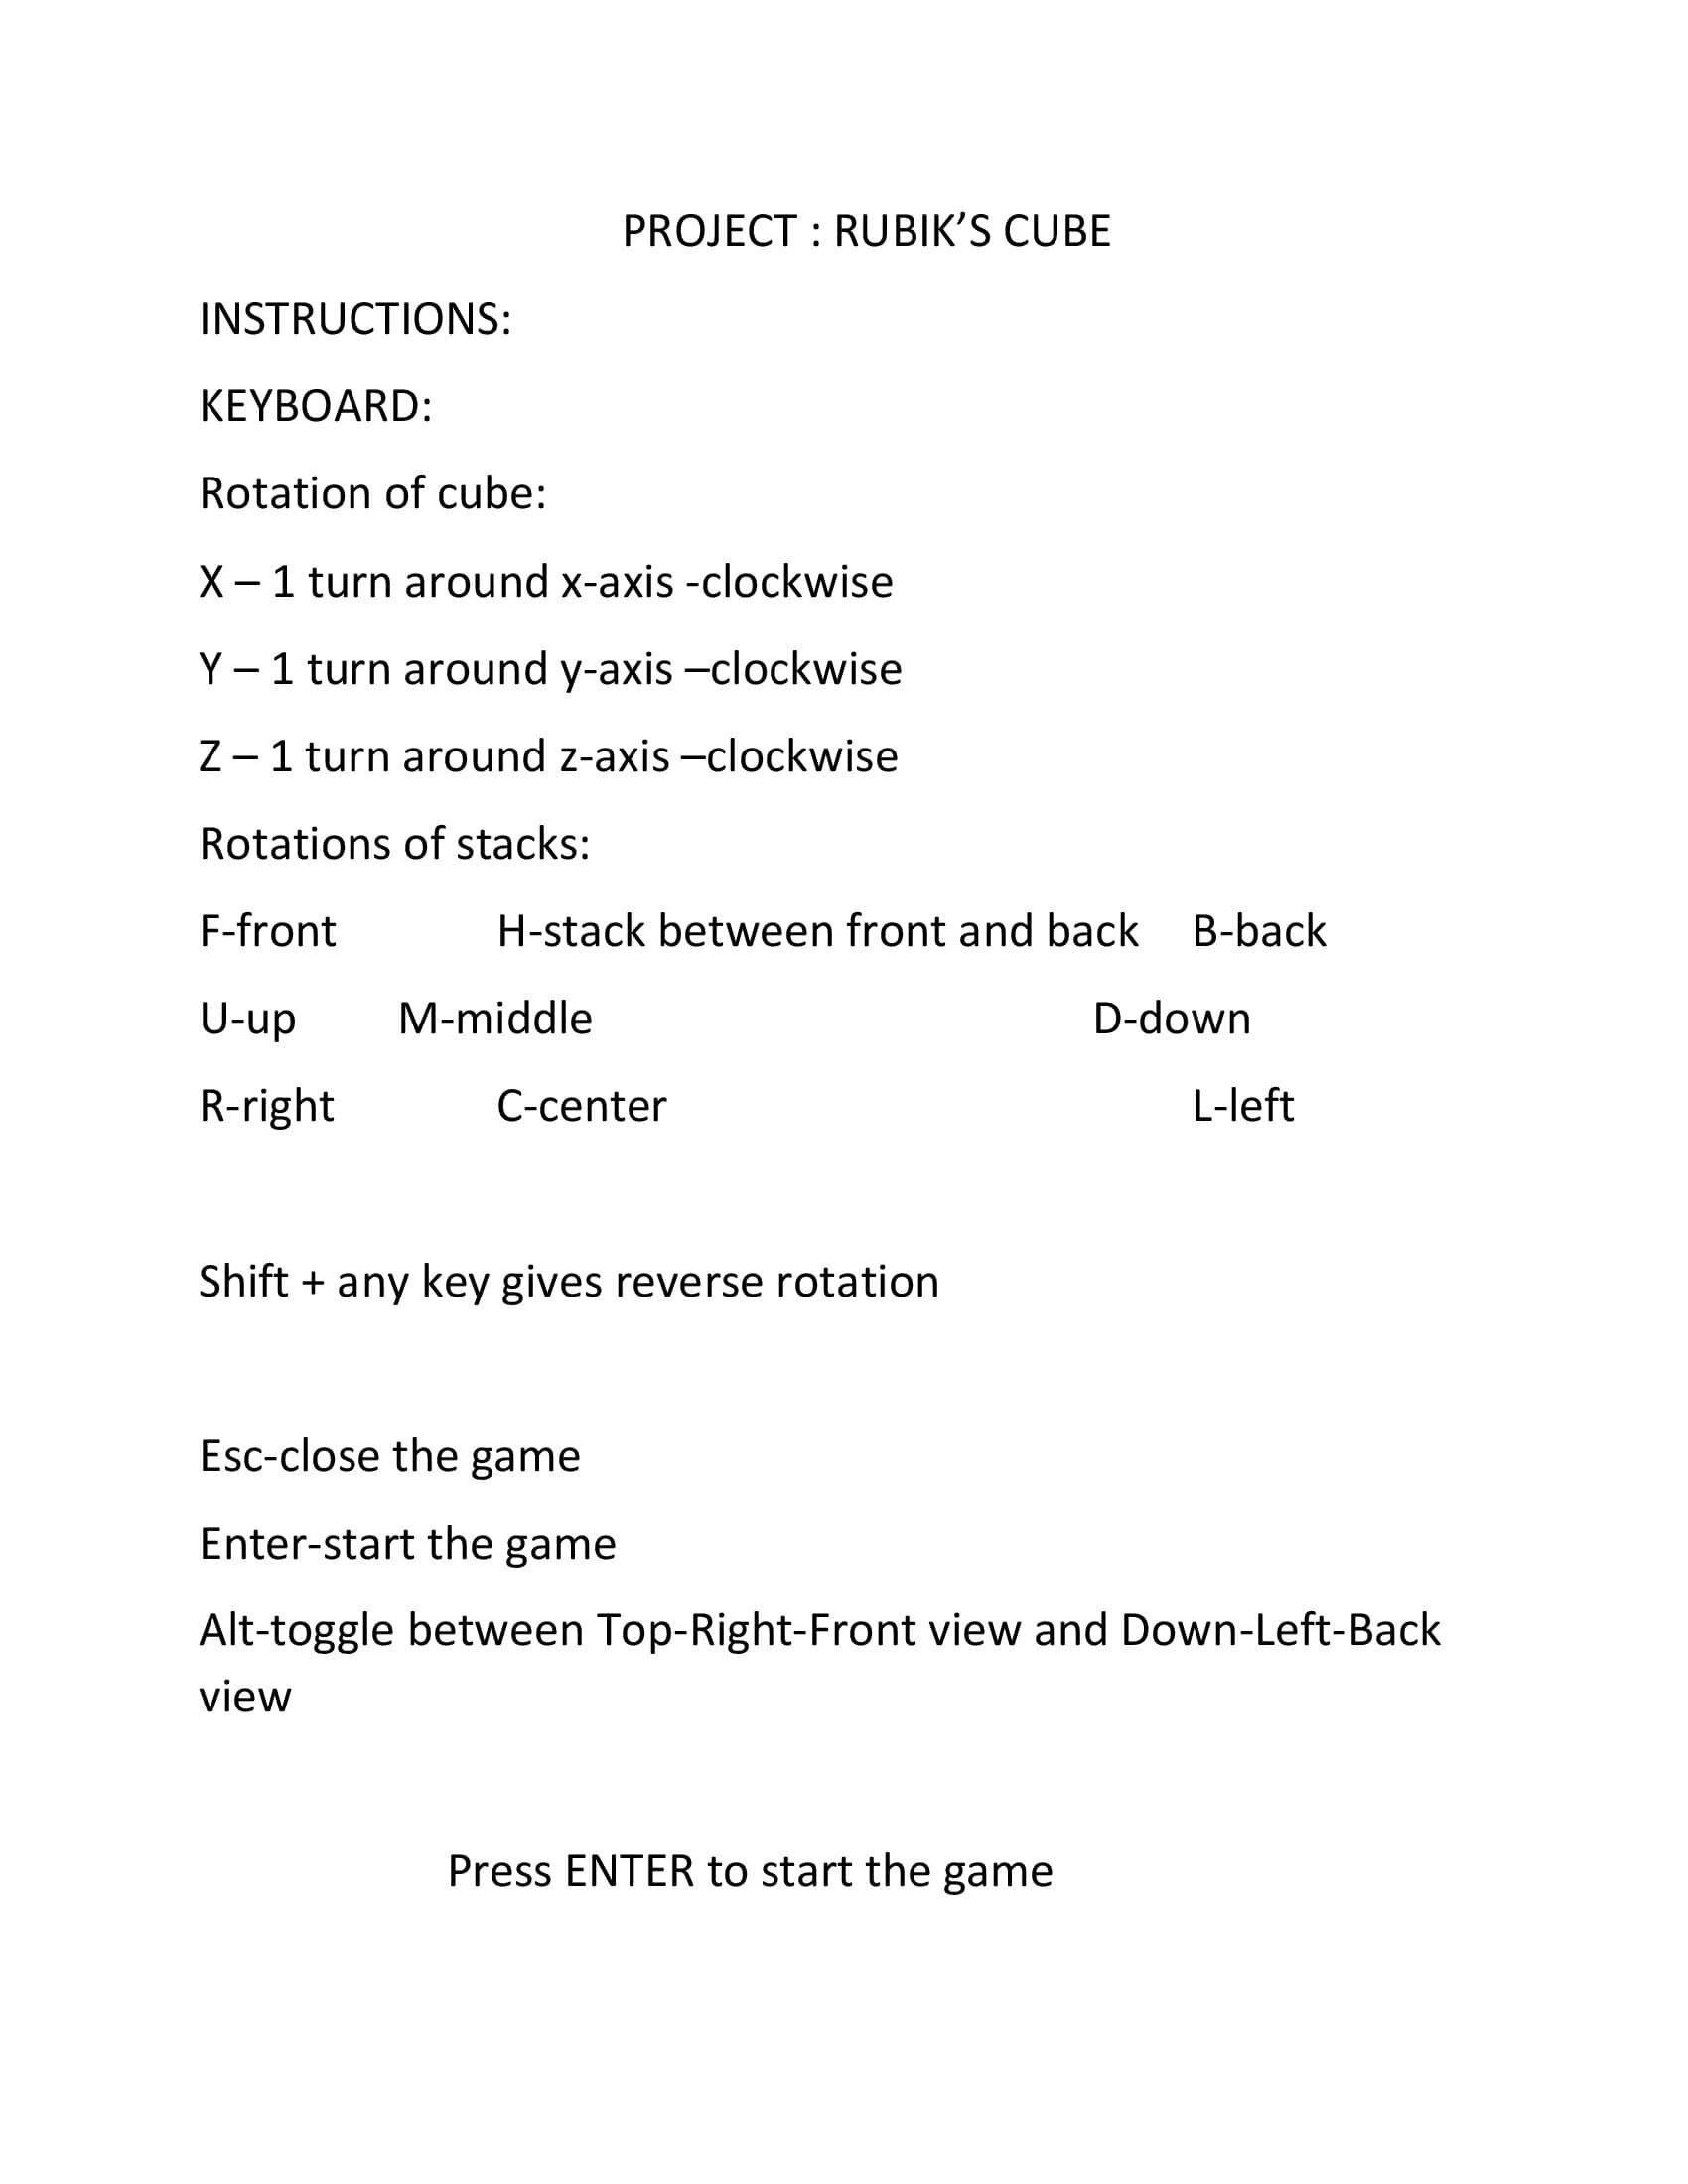 PROJECT : RUBIK’S CUBE
INSTRUCTIONS:
KEYBOARD:
Rotation of cube:
X – 1 turn around x-axis -clockwise
Y – 1 turn around y-axis –clockwise
Z – 1 turn around z-axis –clockwise
Rotations of stacks:
F-front H-stack between front and back B-back
U-up M-middle D-down
R-right C-center L-left
Shift + any key gives reverse rotation
Esc-close the game
Enter-start the game
Alt-toggle between Top-Right-Front view and Down-Left-Back
view
Press ENTER to start the game